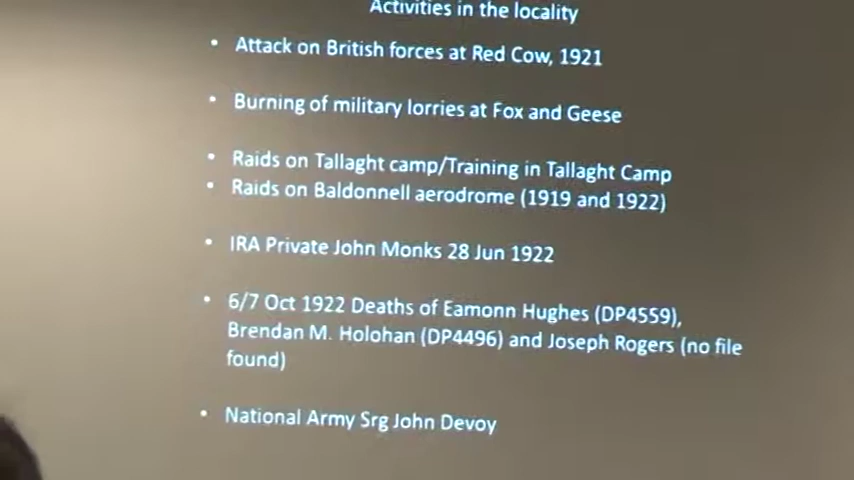 Activities in the locality
• Attack on British forces at Red Cow, 1921
• Burning of military lorries at Fox and Geese
• Raids on Tallaght camp/Training in Tallaght Camp
• Raids on Baldonnell aerodrome (1919 and 1922)
• IRA Private John Monks 28 Jun 1922
• 6/7 Oct 1922 Deaths of Eamonn Hughes (DP4559),
Brendan M. Holohan (DP4496) and Joseph Rogers (no file
found)
• National Army Srg John Devoy